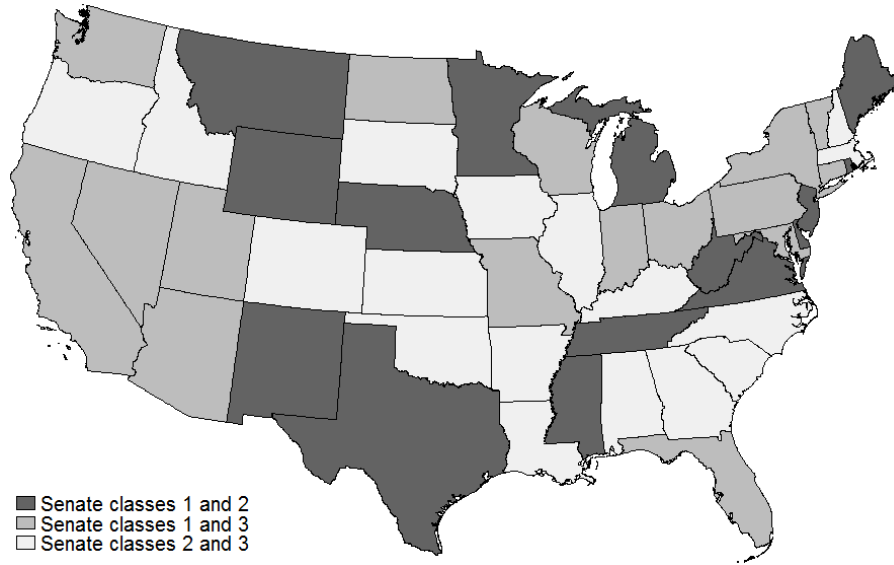 Senate classes 1 and 2
Senate classes 1 and 3
Senate classes 2 and 3